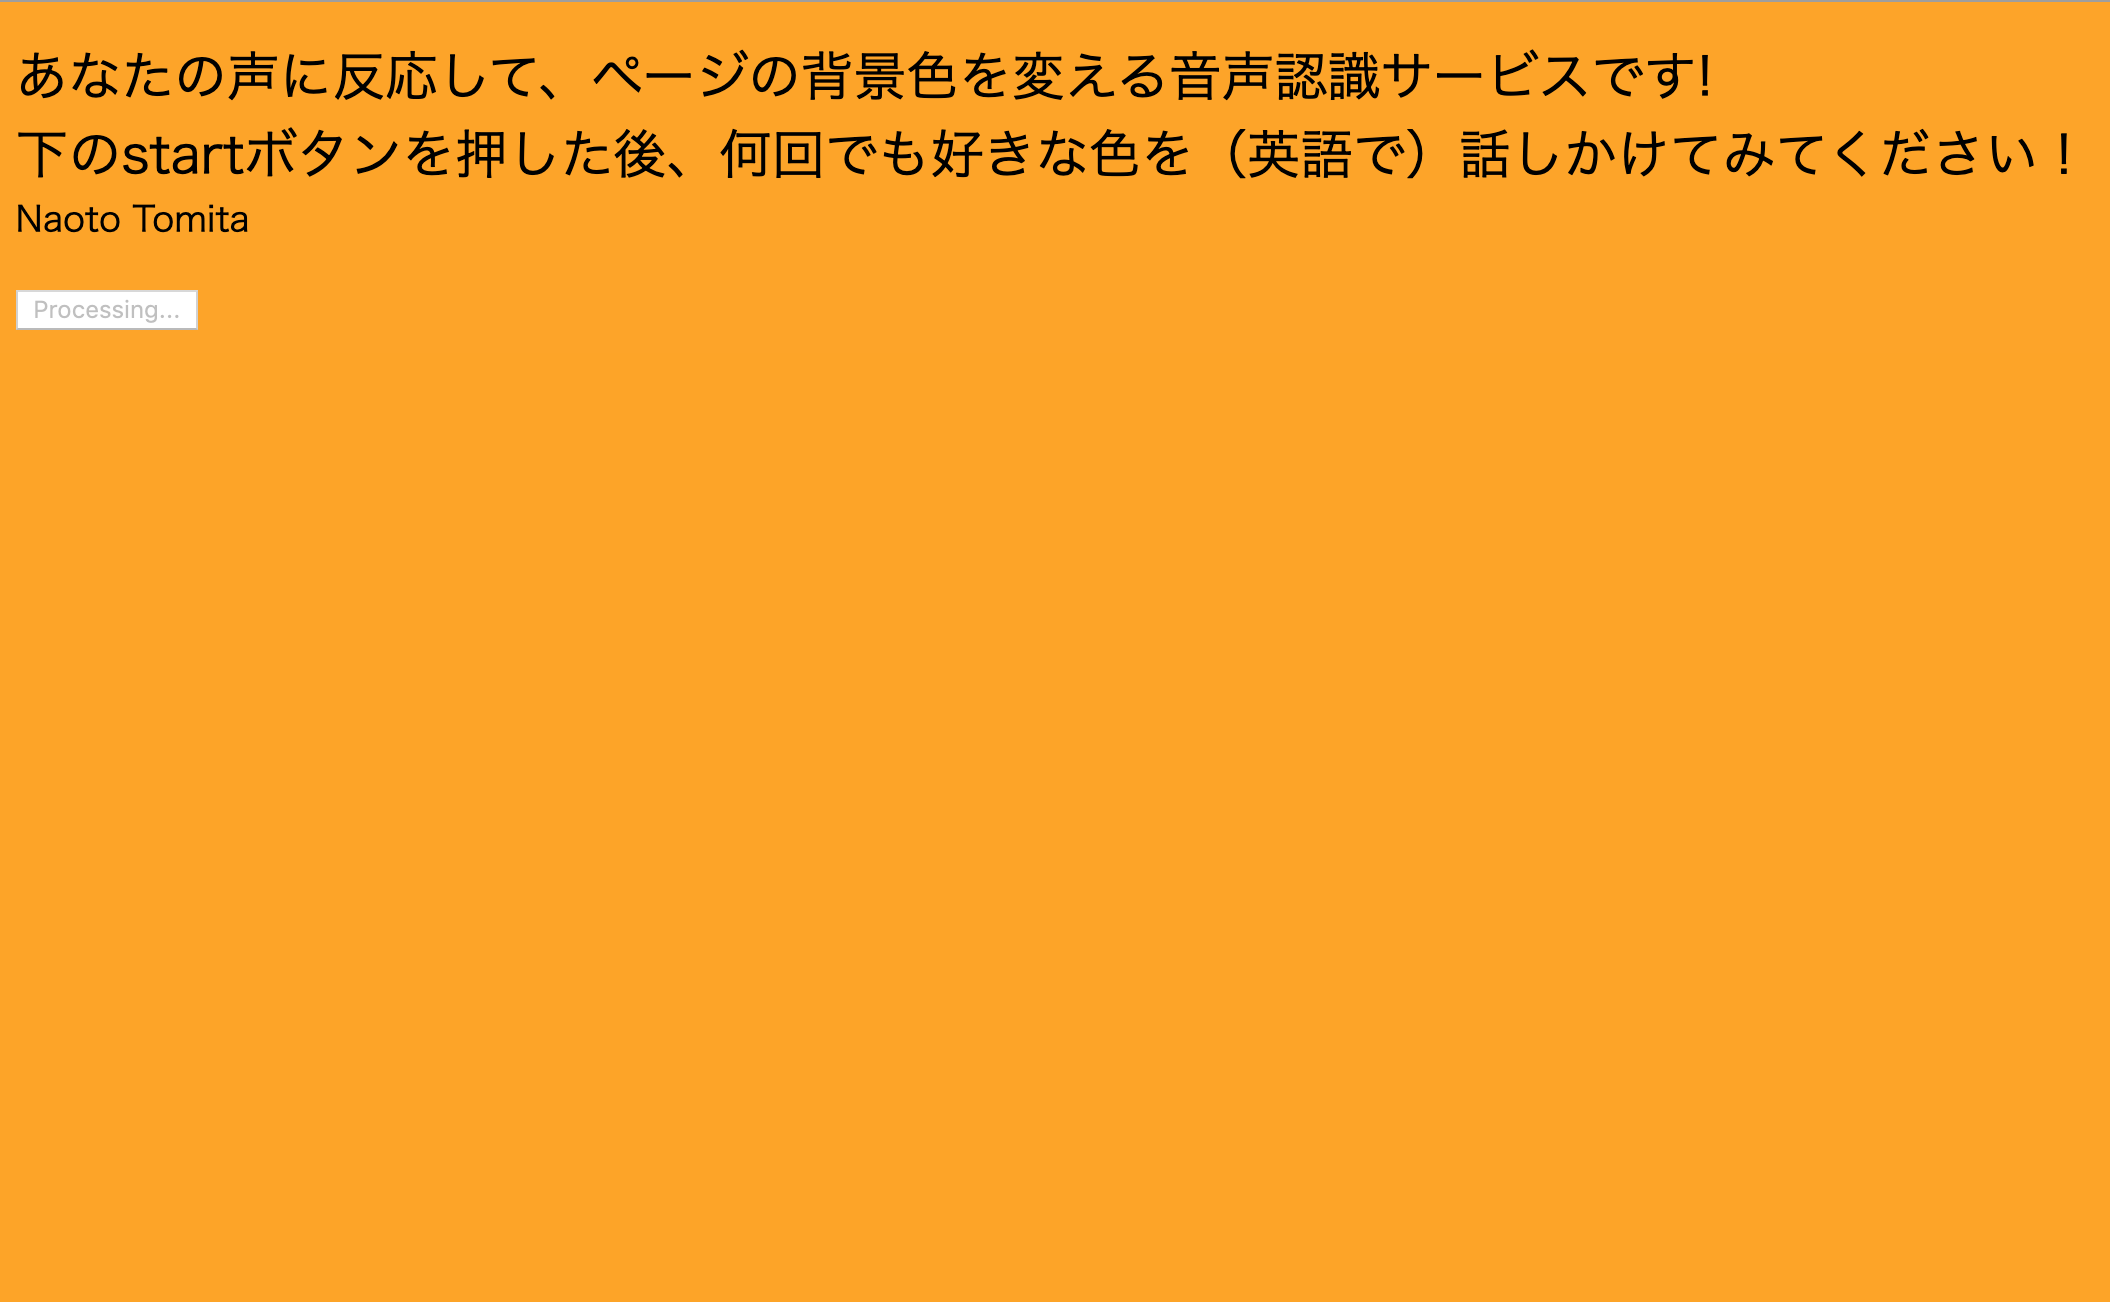 あなたの声に反応して、ページの背景色を変える音声認識サービスです!
下のstartボタンを押した後、何回でも好きな色を（英語で）話しかけてみてください！
Naoto Tomita
Processing...